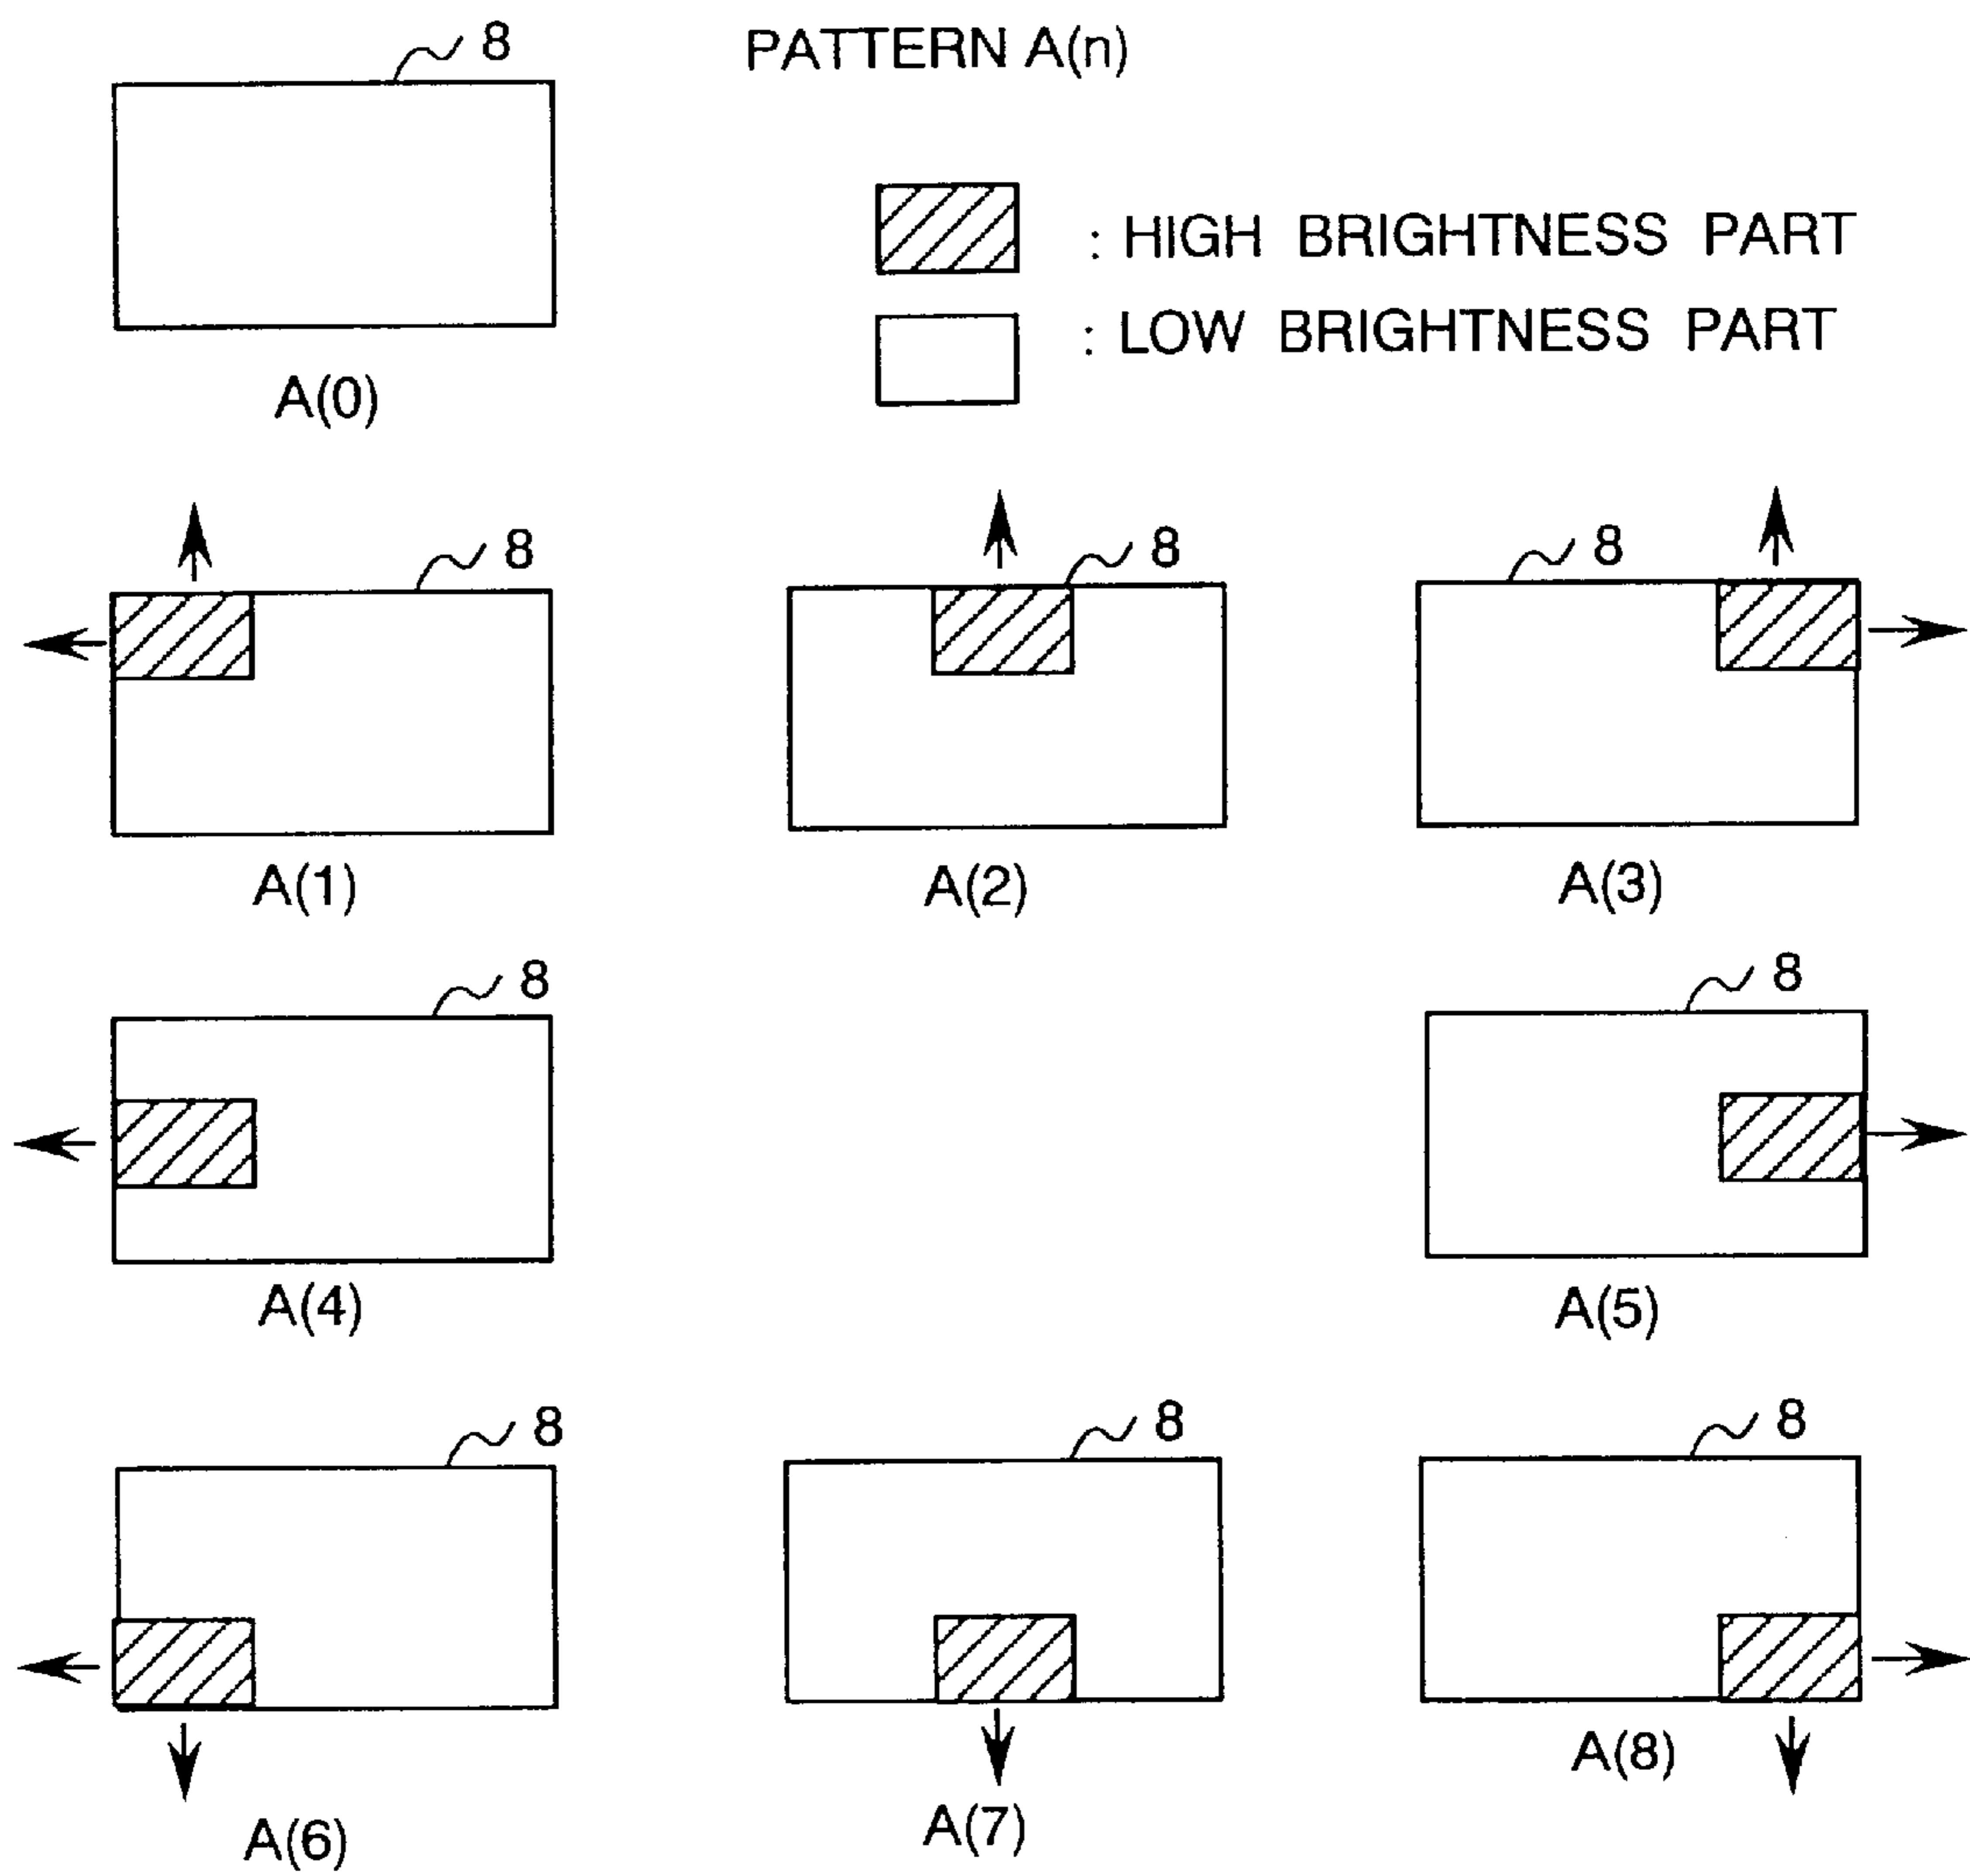 8
PATTERN A(n)
: HIGH BRIGHTNESS PART
: LOW BRIGHTNESS PART
A(0)
8
8
8
A(1)
A(2)
A(3)
8
8
A(4)
A(5)
8
8
8
A(6)
A(7)
A(8)